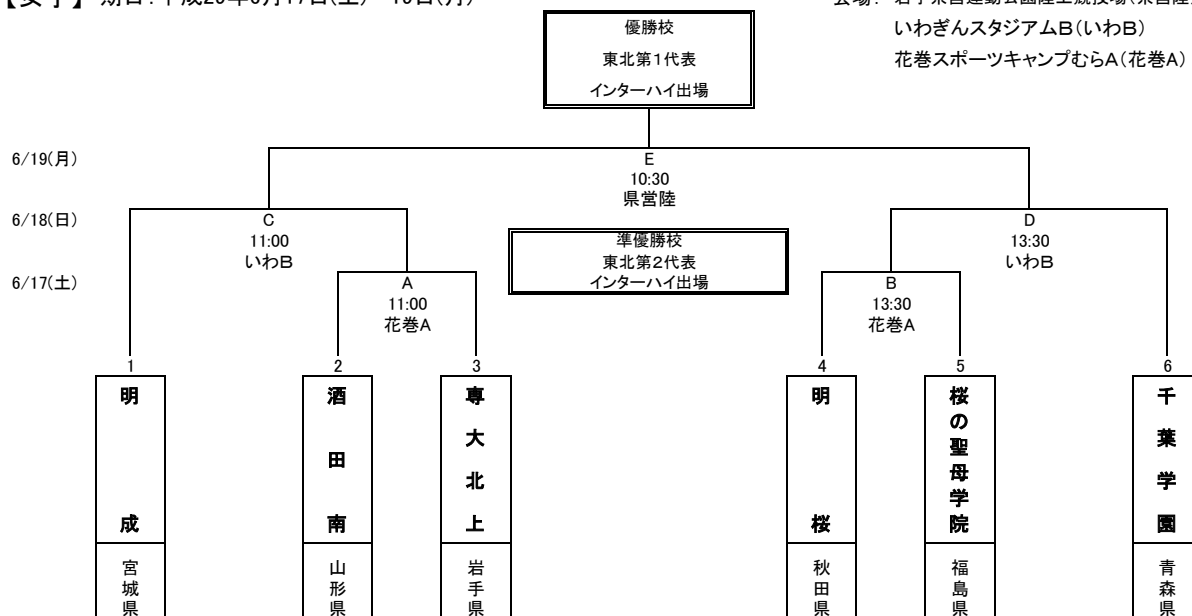 【女子】 期日：平成29年6月17日(土)～19日(月)
会場： 岩手県営運動公園陸上競技場(県営陸)
いわぎんスタジアムB(いわB)
花巻スポーツキャンプむらA(花巻A)
優勝校
東北第1代表
インターハイ出場
6/19(月)
E
10:30
県営陸
6/18(日)
C
11:00
いわB
D
13:30
いわB
準優勝校
東北第2代表
インターハイ出場
6/17(土)
A
11:00
花巻A
B
13:30
花巻A
1
明成
宮城県
2
酒田南
山形県
3
専大北上
岩手県
4
明桜
秋田県
5
桜の聖母学院
福島県
6
千葉学園
青森県